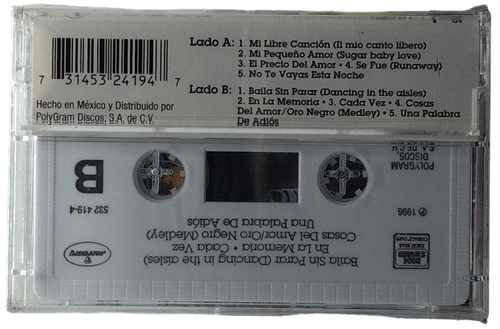 Lado A: 1. Mi Libre Canción (Il mio canto libero)
2. Mi Pequeño Amor (Sugar baby love)
3. El Precio Del Amor • 4. Se Fue (Runaway)
5. No Te Vayas Esta Noche
Lado B: 1. Baila Sin Parar (Dancing in the aisles)
2. En La Memoria • 3. Cada Vez • 4. Cosas
Del Amor/Oro Negro (Medley) • 5. Una Palabra
De Adiós
7 31453 24194 7
Hecho en México y Distribuido por
PolyGram Discos, S.A. de C.V.
POLYGRAM
DISCOS,
S.A. DE C.V.
B
532 419-4
℗ 1996
Baila Sin Parar (Dancing in the aisles)
En La Memoria • Cada Vez
Cosas Del Amor/Oro Negro (Medley)
Una Palabra De Adiós
mercury
DIGI
SOUND